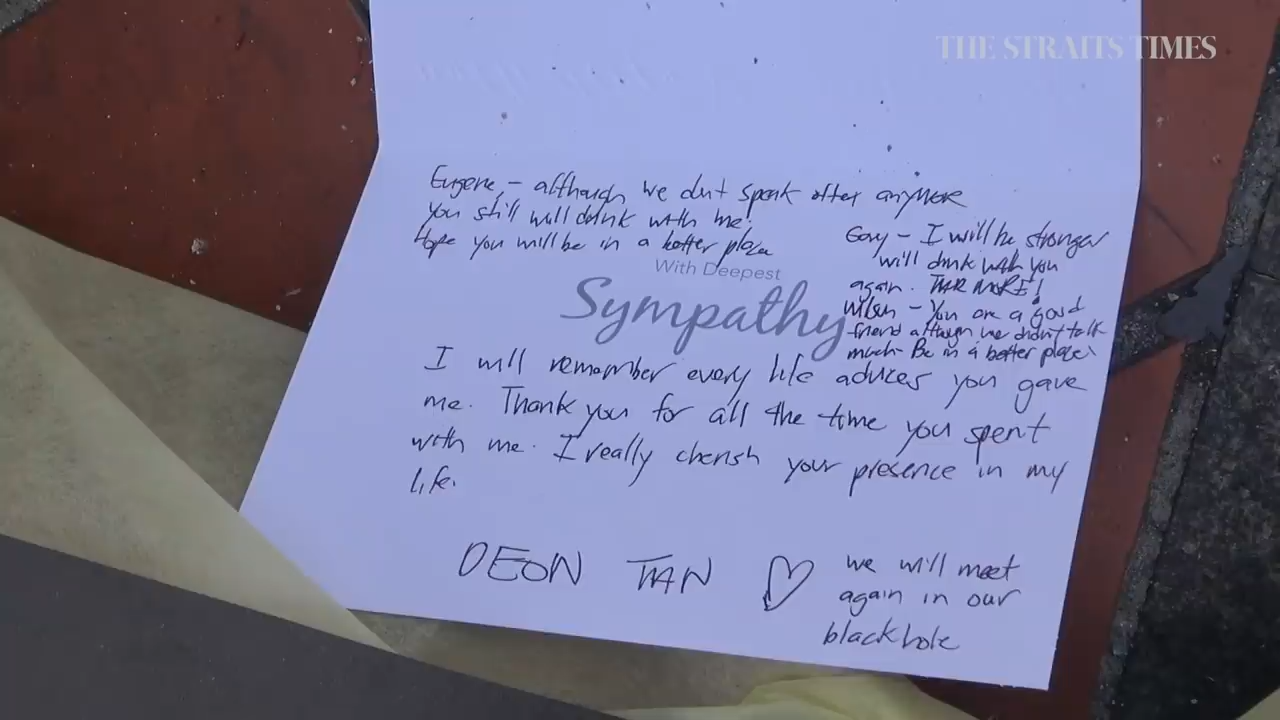 THE STRAITS TIMES
Eugene - although we dont speak often anymore
you still will drink with me!
Hope you will be in a better place
Gary - I will be stronger
will drink with you
again. TIAR MORE!
Wilson - You are a good
friend although we didn't talk
much. Be in a better place!
With Deepest
Sympathy
I will remember every life advices you gave
me. Thank you for all the time you spent
with me. I really cherish your presence in my
life.
DEON TAN ♡
we will meet
again in our
blackhole